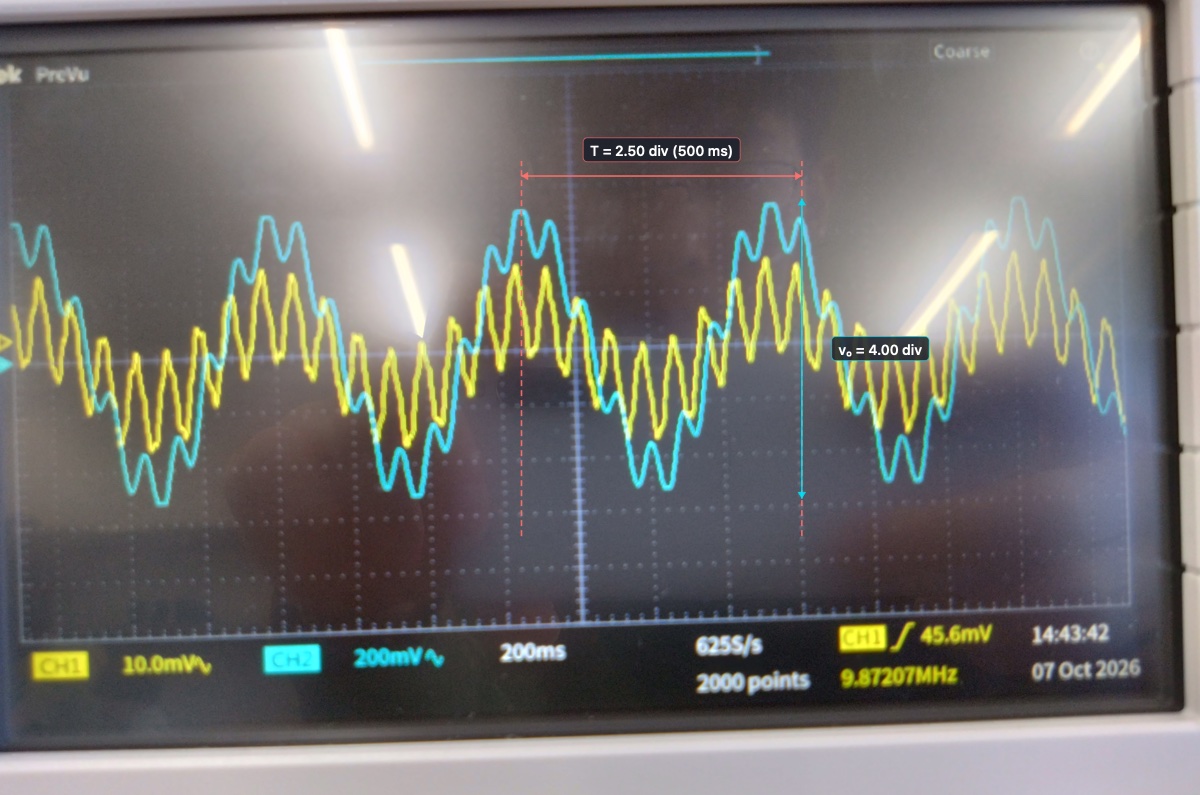 PreVu
Coarse
T = 2.50 div (500 ms)
vₒ = 4.00 div
CH1 10.0mV∿ CH2 200mV∿ 200ms 625S/s CH1 ʃ 45.6mV 14:43:42
2000 points 9.87207MHz 07 Oct 2026